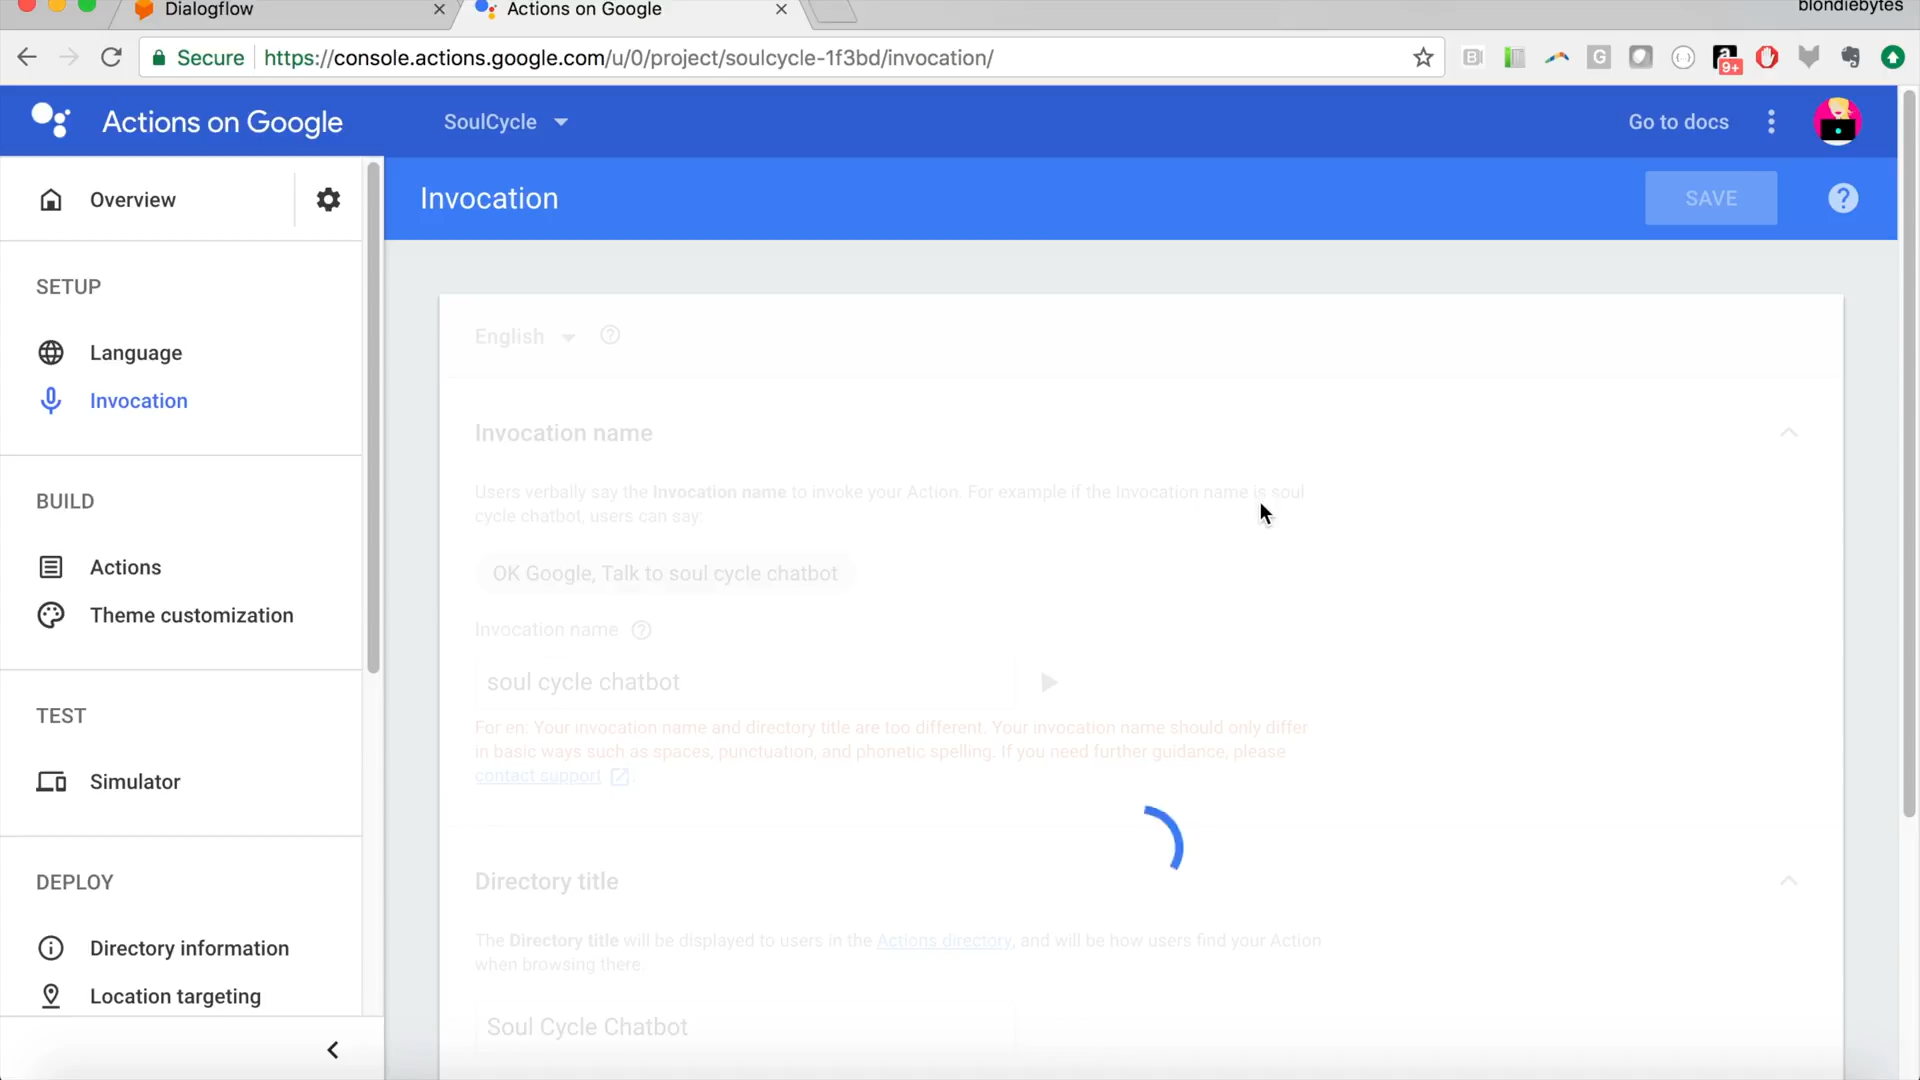 Dialogflow
Actions on Google
blondiebytes
Secure
https://console.actions.google.com/u/0/project/soulcycle-1f3bd/invocation/
9+
Actions on Google
SoulCycle
Go to docs
Overview
Invocation
SAVE
SETUP
Language
Invocation
BUILD
Actions
Theme customization
TEST
Simulator
DEPLOY
Directory information
Location targeting
English
Invocation name
Users verbally say the Invocation name to invoke your Action. For example if the Invocation name is soul
cycle chatbot, users can say:
OK Google, Talk to soul cycle chatbot
Invocation name
soul cycle chatbot
For en: Your invocation name and directory title are too different. Your invocation name should only differ
in basic ways such as spaces, punctuation, and phonetic spelling. If you need further guidance, please
contact support
Directory title
The Directory title will be displayed to users in the Actions directory, and will be how users find your Action
when browsing there.
Soul Cycle Chatbot